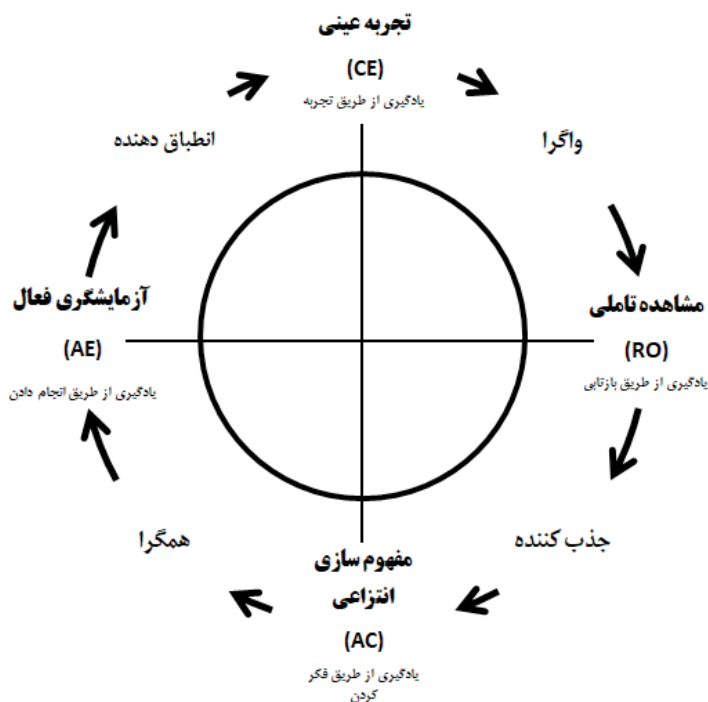 تجربه عینی
(CE)
یادگیری از طریق تجربه
انطباق دهنده
واگرا
آزمایشگری فعال
(AE)
یادگیری از طریق انجام دادن
مشاهده تاملی
(RO)
یادگیری از طریق بازتابی
همگرا
جذب کننده
مفهوم سازی
انتزاعی
(AC)
یادگیری از طریق فکر
کردن